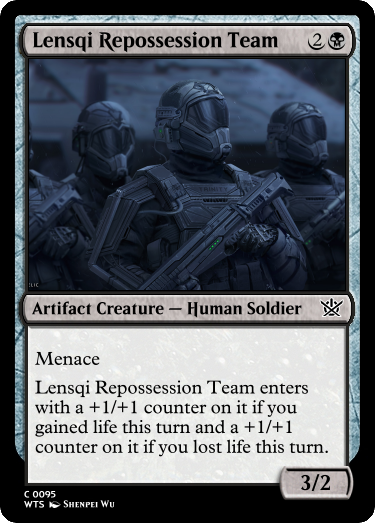 Lensqi Repossession Team 2
Artifact Creature — Human Soldier
Menace
Lensqi Repossession Team enters
with a +1/+1 counter on it if you
gained life this turn and a +1/+1
counter on it if you lost life this turn.
3/2
C 0095
WTS Shenpei Wu